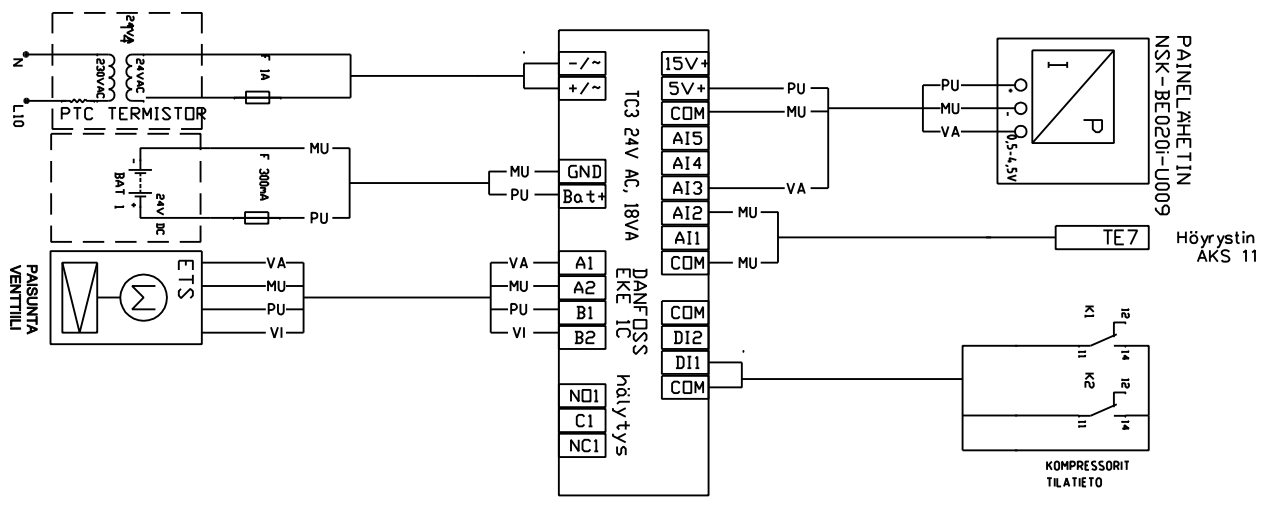 24VA
T4
N
L10
230VAC
24VAC
F 1A
PTC TERMISTOR
BAT 1
24V DC
-
+
F 300mA
MU
PU
PAISUNTA
VENTTIILI
ETS
M
VA
MU
PU
VI
VA
MU
PU
VI
MU
PU
-/~
+/~
GND
Bat+
A1
A2
B1
B2
NO1
C1
NC1
TC3 24V AC, 18VA
DANFOSS
EKE 1C
hälytys
15V+
5V+
COM
AI5
AI4
AI3
AI2
AI1
COM
COM
DI2
DI1
COM
PU
MU
VA
MU
MU
PU
MU
VA
+
-
0,5-4,5V
I
P
PAINELÄHETIN
NSK-BE020i-U009
TE7
Höyrystin
AKS 11
K1
12
11
14
K2
12
11
14
KOMPRESSORIT
TILATIETO